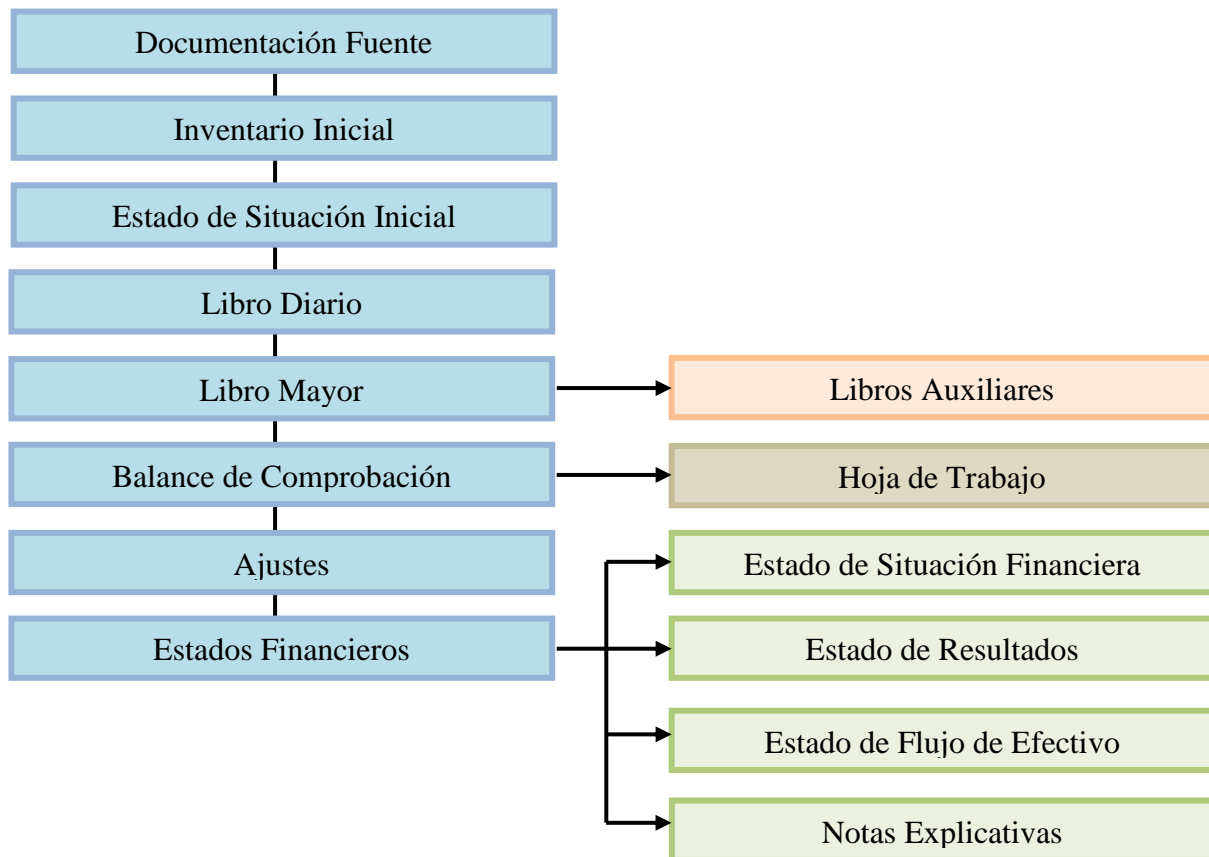 Documentación Fuente
Inventario Inicial
Estado de Situación Inicial
Libro Diario
Libro Mayor
Libros Auxiliares
Balance de Comprobación
Hoja de Trabajo
Ajustes
Estado de Situación Financiera
Estados Financieros
Estado de Resultados
Estado de Flujo de Efectivo
Notas Explicativas